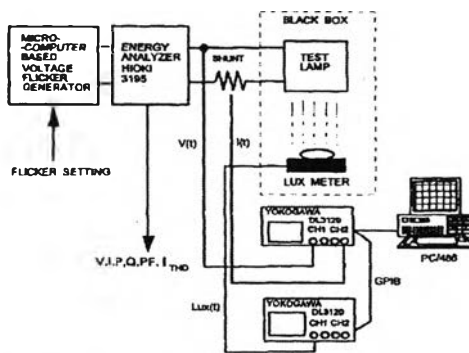 BLACK BOX
MICRO-
-COMPUTER
BASED
VOLTAGE
FLICKER
GENERATOR
ENERGY
ANALYZER
HIOKI
3195
SHUNT
TEST
LAMP
V(t)
I(t)
FLICKER SETTING
LUX METER
YOKOGAWA
DL3120
CH1 CH2
PC/486
GPIB
V,I,P,Q,PF, I THD
Lux(t)
YOKOGAWA
DL3120
CH1 CH2